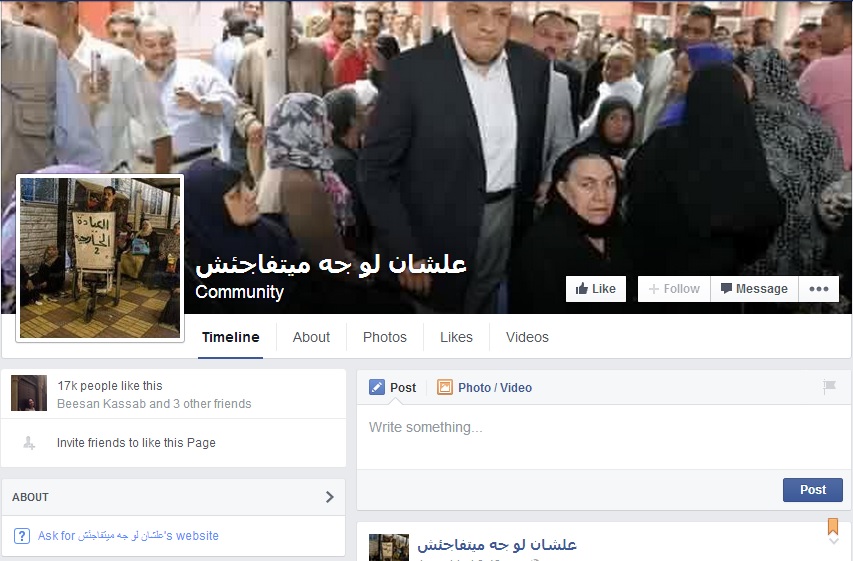 العيادة
الخارجية
2
علشان لو جه ميتفاجئش
Community
Like
Follow
Message
Timeline
About
Photos
Likes
Videos
17k people like this
Beesan Kassab and 3 other friends
Invite friends to like this Page
ABOUT
Ask for علشان لو جه ميتفاجئش's website
Post
Photo / Video
Write something...
Post
علشان لو جه ميتفاجئش